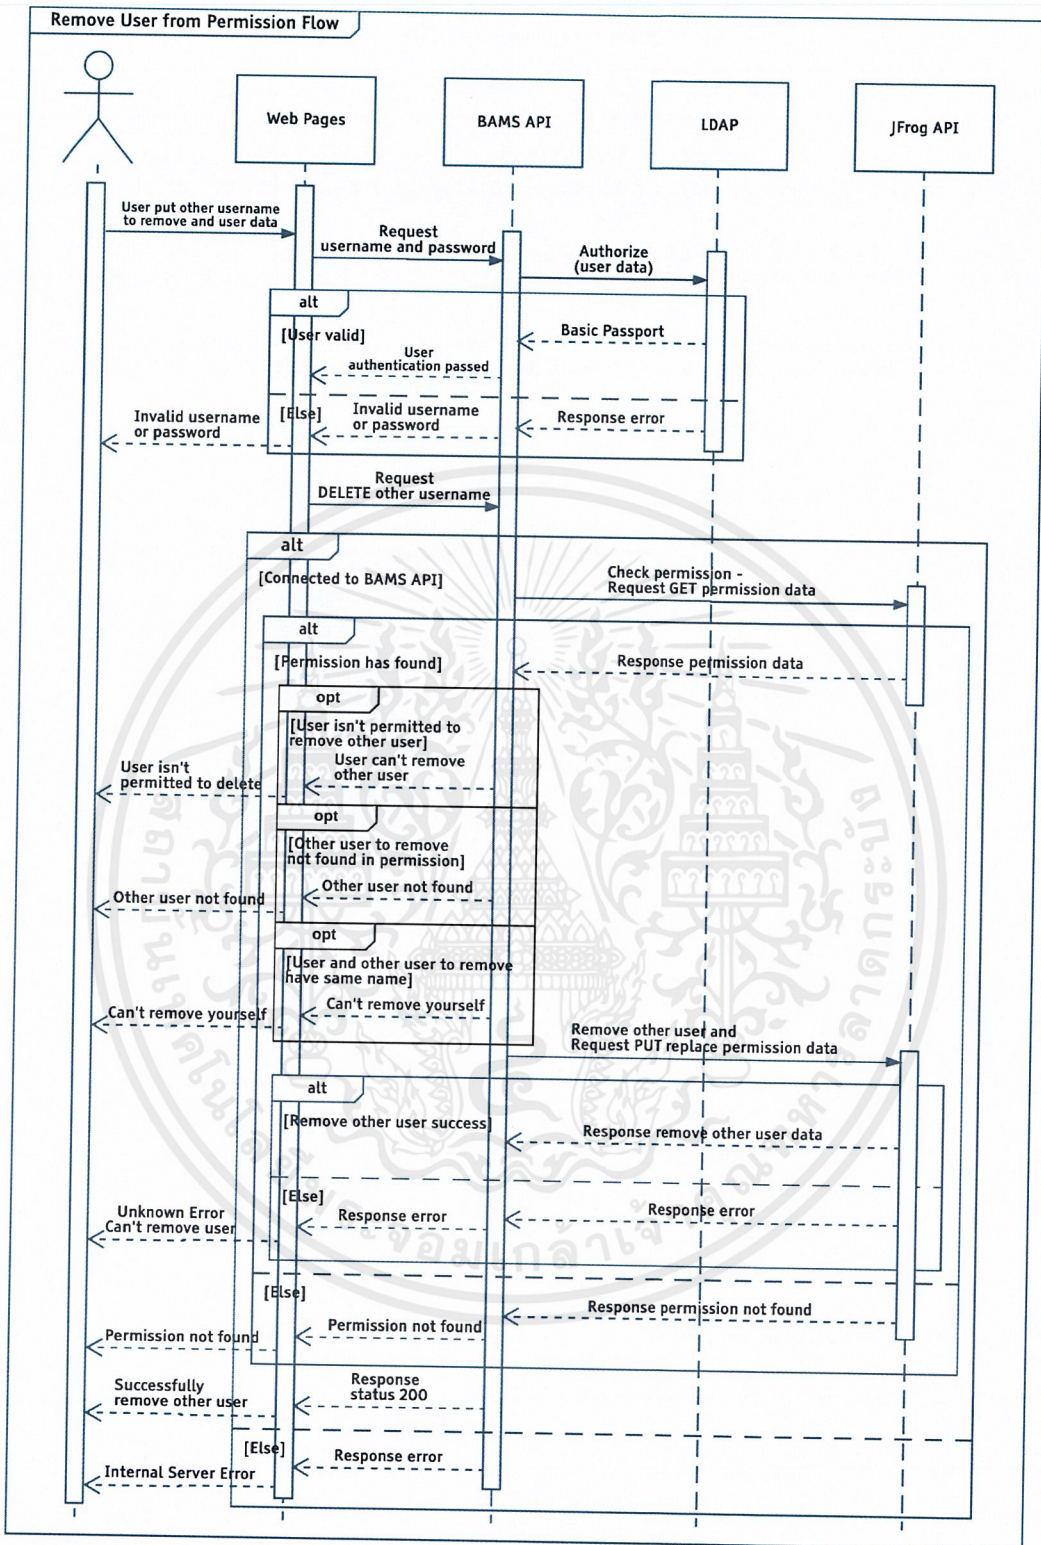 Remove User from Permission Flow
Web Pages
BAMS API
LDAP
JFrog API
User put other username
to remove and user data
Request
username and password
Authorize
(user data)
alt
[User valid]
Basic Passport
User
authentication passed
[Else]
Invalid username
or password
Response error
Invalid username
or password
Request
DELETE other username
alt
[Connected to BAMS API]
Check permission -
Request GET permission data
alt
[Permission has found]
Response permission data
opt
[User isn't permitted to
remove other user]
User can't remove
other user
User isn't
permitted to delete
opt
[Other user to remove
not found in permission]
Other user not found
Other user not found
opt
[User and other user to remove
have same name]
Can't remove yourself
Can't remove yourself
Remove other user and
Request PUT replace permission data
alt
[Remove other user success]
Response remove other user data
[Else]
Response error
Response error
Unknown Error
Can't remove user
[Else]
Response permission not found
Permission not found
Permission not found
Response
status 200
Successfully
remove other user
[Else]
Response error
Internal Server Error